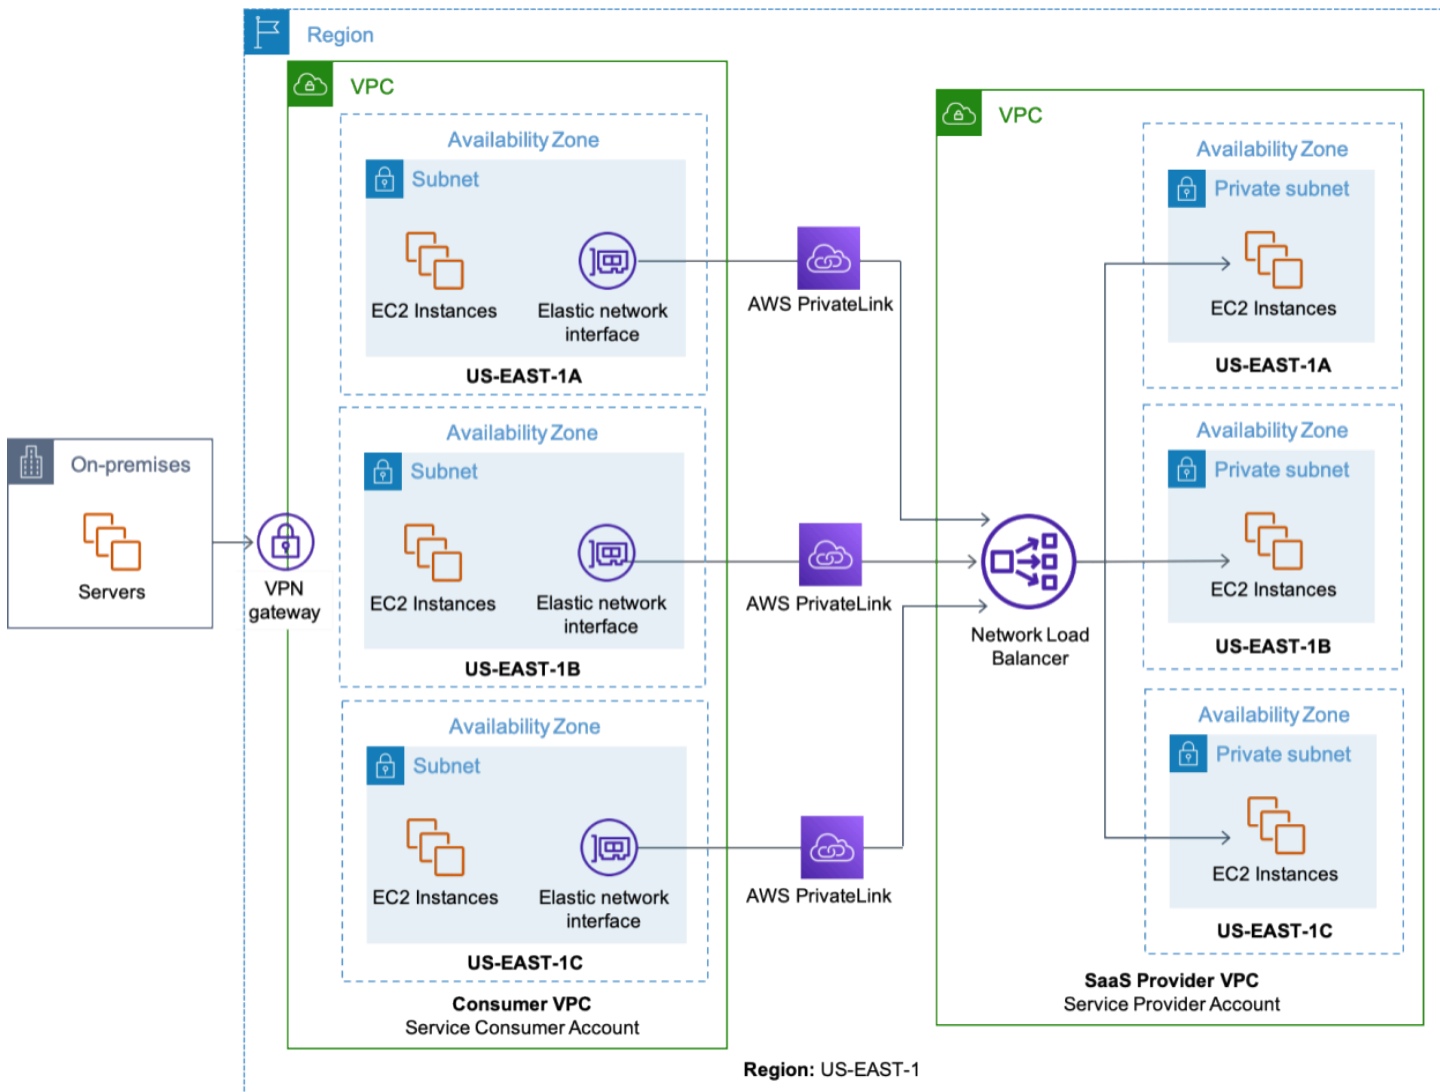 Region
VPC
Availability Zone
Subnet
EC2 Instances
Elastic network
interface
US-EAST-1A
Availability Zone
Subnet
EC2 Instances
Elastic network
interface
US-EAST-1B
Availability Zone
Subnet
EC2 Instances
Elastic network
interface
US-EAST-1C
Consumer VPC
Service Consumer Account
On-premises
Servers
VPN
gateway
AWS PrivateLink
AWS PrivateLink
AWS PrivateLink
VPC
Network Load
Balancer
Availability Zone
Private subnet
EC2 Instances
US-EAST-1A
Availability Zone
Private subnet
EC2 Instances
US-EAST-1B
Availability Zone
Private subnet
EC2 Instances
US-EAST-1C
SaaS Provider VPC
Service Provider Account
Region: US-EAST-1